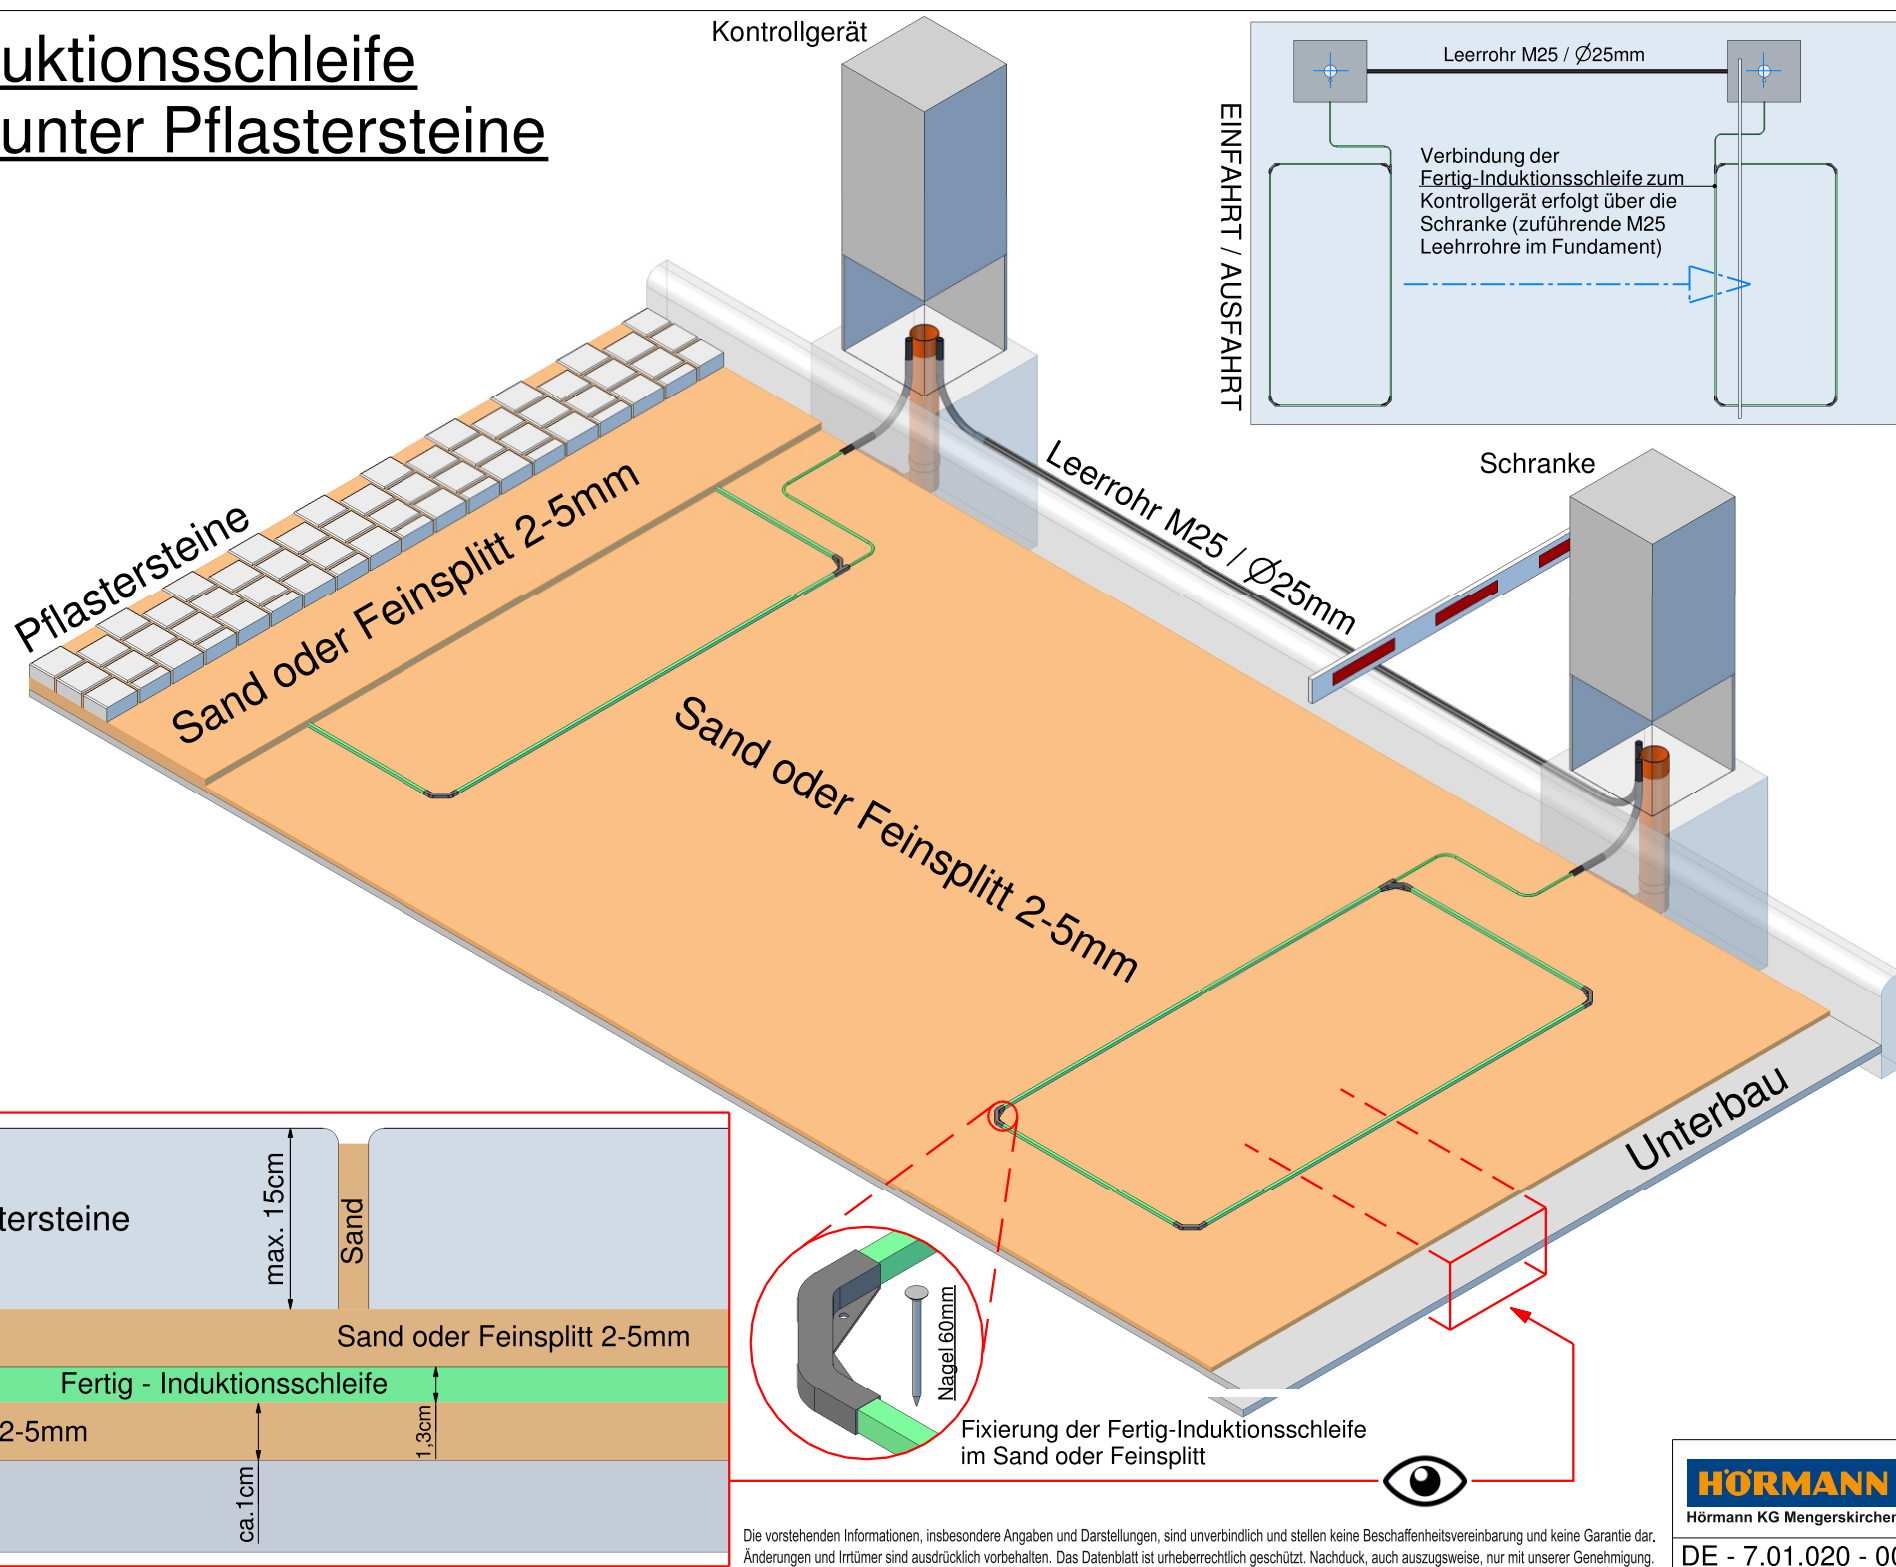 uktionsschleife
unter Pflastersteine
Kontrollgerät
Leerrohr M25 / Ø25mm
EINFAHRT / AUSFAHRT
Verbindung der
Fertig-Induktionsschleife zum
Kontrollgerät erfolgt über die
Schranke (zuführende M25
Leehrrohre im Fundament)
Schranke
Leerrohr M25 / Ø25mm
Pflastersteine
Sand oder Feinsplitt 2-5mm
Sand oder Feinsplitt 2-5mm
Unterbau
tersteine
max. 15cm
Sand
Sand oder Feinsplitt 2-5mm
Fertig - Induktionsschleife
2-5mm
1,3cm
ca.1cm
Nagel 60mm
Fixierung der Fertig-Induktionsschleife
im Sand oder Feinsplitt
Die vorstehenden Informationen, insbesondere Angaben und Darstellungen, sind unverbindlich und stellen keine Beschaffenheitsvereinbarung und keine Garantie dar.
Änderungen und Irrtümer sind ausdrücklich vorbehalten. Das Datenblatt ist urheberrechtlich geschützt. Nachduck, auch auszugsweise, nur mit unserer Genehmigung.
HÖRMANN
Hörmann KG Mengerskirchen
DE - 7.01.020 - 00